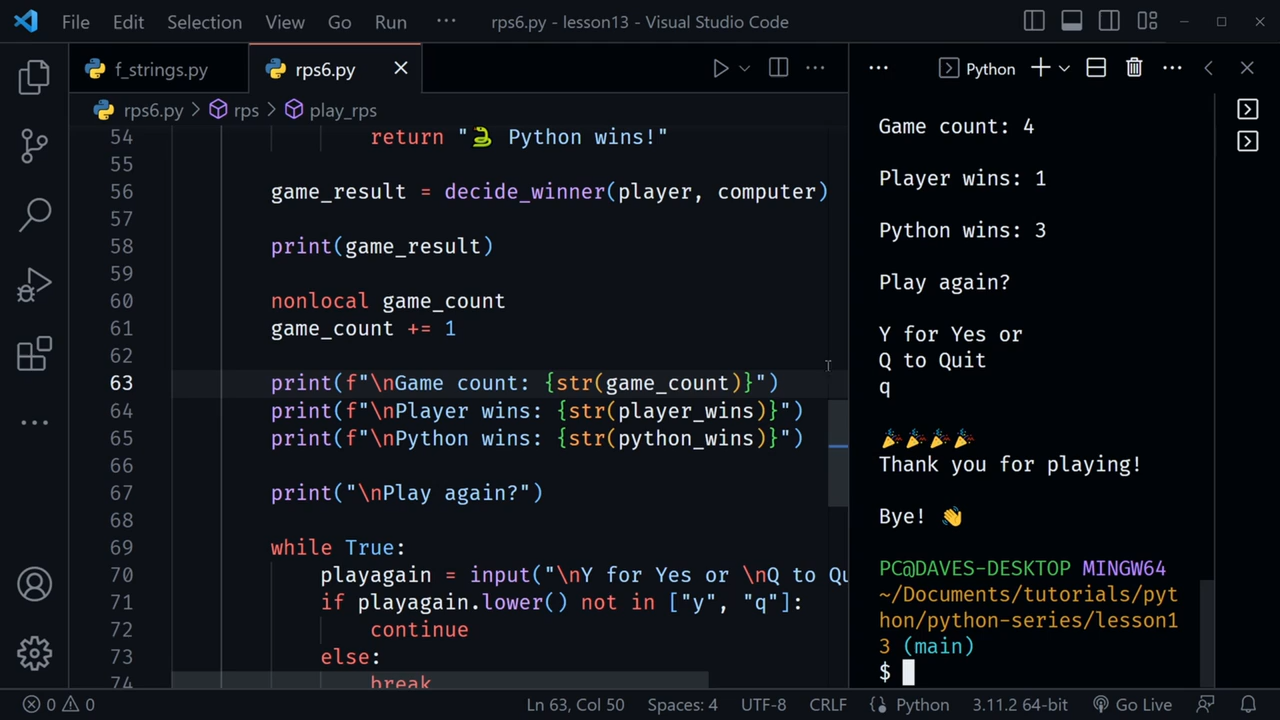 File Edit Selection View Go Run ··· rps6.py - lesson13 - Visual Studio Code
f_strings.py rps6.py
Python
rps6.py > rps > play_rps
54 return "🐍 Python wins!"
55
56 game_result = decide_winner(player, computer)
57
58 print(game_result)
59
60 nonlocal game_count
61 game_count += 1
62
63 print(f"\nGame count: {str(game_count)}")
64 print(f"\nPlayer wins: {str(player_wins)}")
65 print(f"\nPython wins: {str(python_wins)}")
66
67 print("\nPlay again?")
68
69 while True:
70 playagain = input("\nY for Yes or \nQ to Qu
71 if playagain.lower() not in ["y", "q"]:
72 continue
73 else:
74 break
Game count: 4
Player wins: 1
Python wins: 3
Play again?
Y for Yes or
Q to Quit
q
🎉🎉🎉🎉
Thank you for playing!
Bye! 👋
PC@DAVES-DESKTOP MINGW64
~/Documents/tutorials/pyt
hon/python-series/lesson1
3 (main)
$
0 0 Ln 63, Col 50 Spaces: 4 UTF-8 CRLF Python 3.11.2 64-bit Go Live